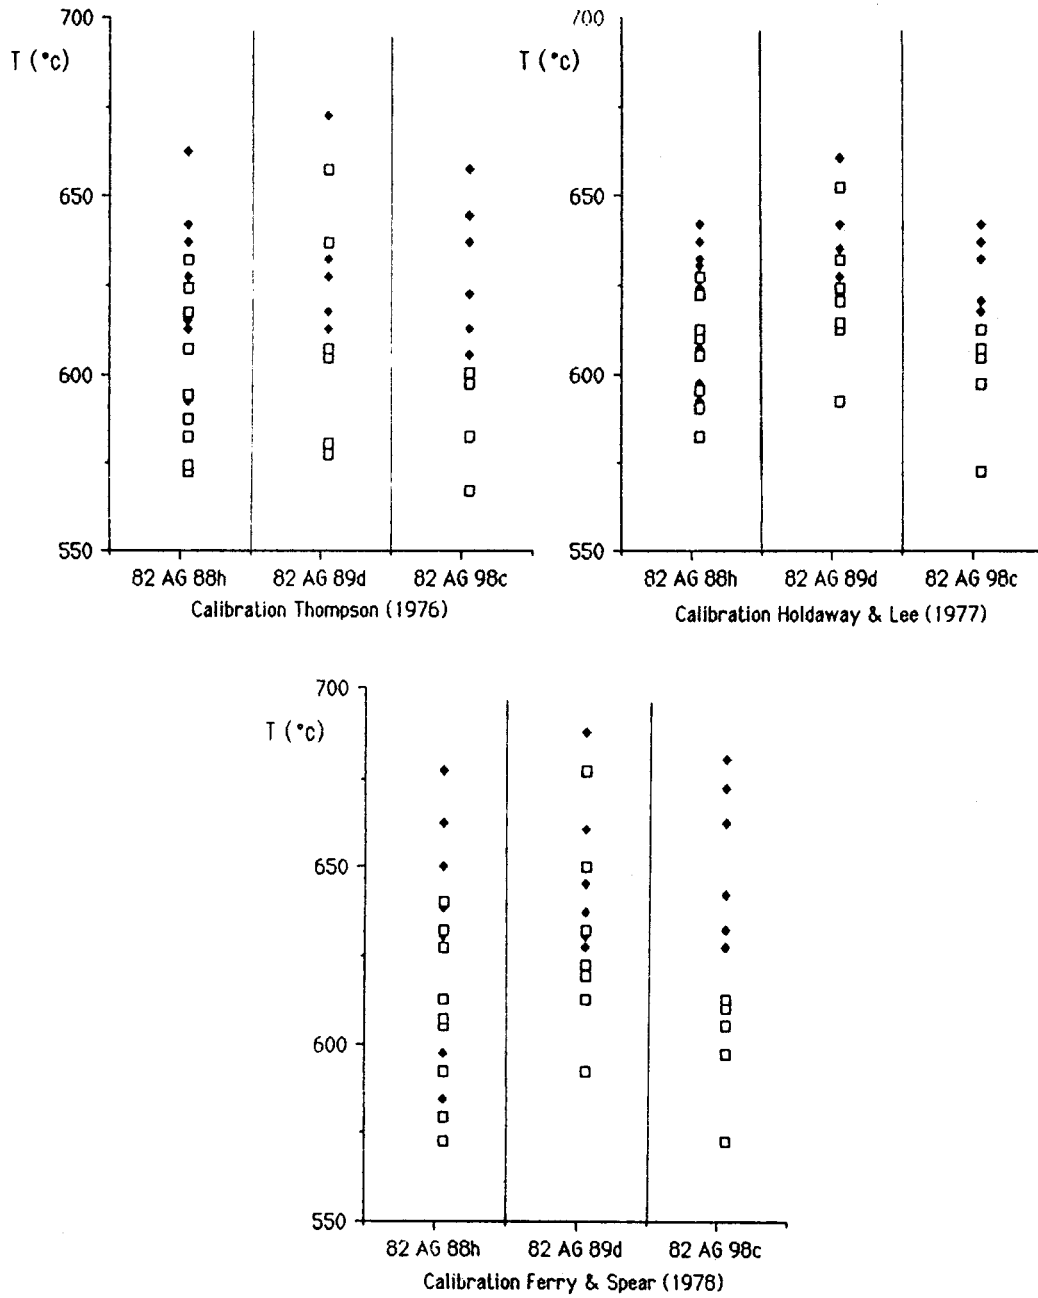 700
T (°c)
650
600
550
82 AG 88h 82 AG 89d 82 AG 98c
Calibration Thompson (1976)
700
T (°c)
650
600
550
82 AG 88h 82 AG 89d 82 AG 98c
Calibration Holdaway & Lee (1977)
700
T (°c)
650
600
550
82 AG 88h 82 AG 89d 82 AG 98c
Calibration Ferry & Spear (1978)